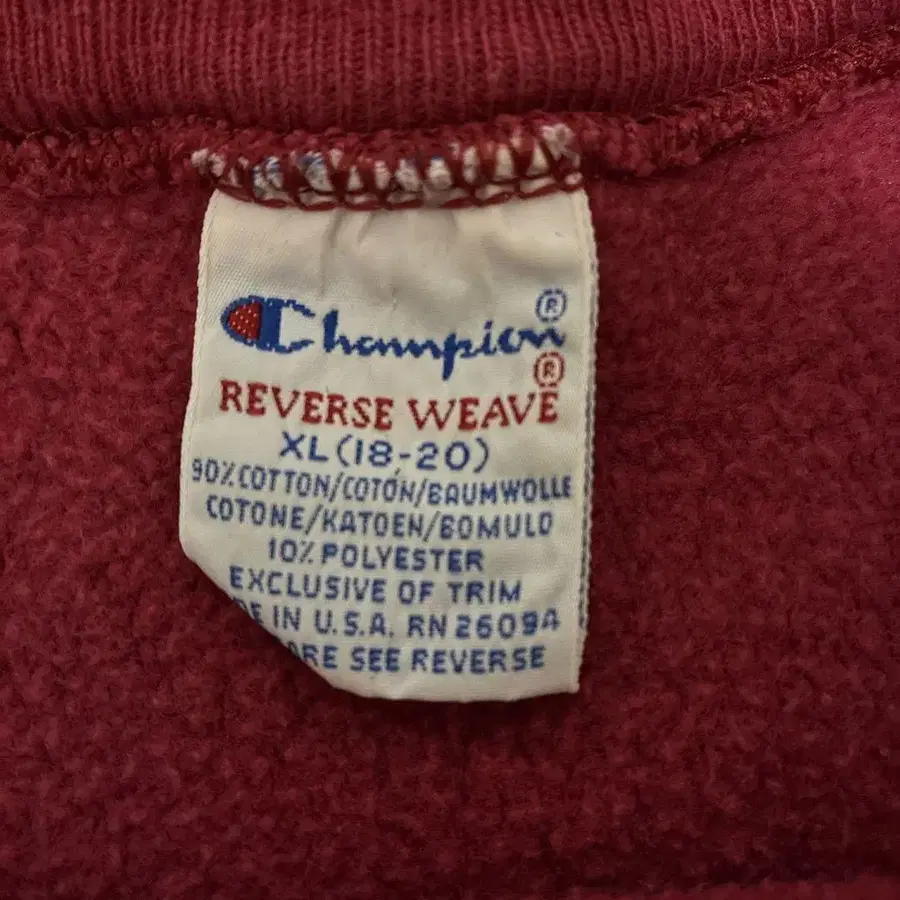 Champion®
REVERSE WEAVE®
XL(18-20)
90% COTTON/COTÓN/BAUMWOLLE
COTONE/KATOEN/BOMULD
10% POLYESTER
EXCLUSIVE OF TRIM
IN U.S.A. RN 26094
SEE REVERSE